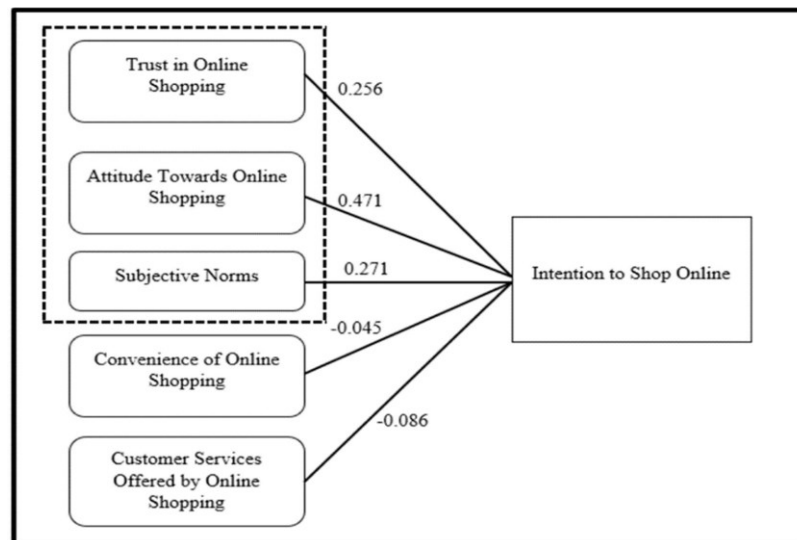 Trust in Online
Shopping
0.256
Attitude Towards Online
Shopping
0.471
Subjective Norms
0.271
Intention to Shop Online
-0.045
Convenience of Online
Shopping
-0.086
Customer Services
Offered by Online
Shopping